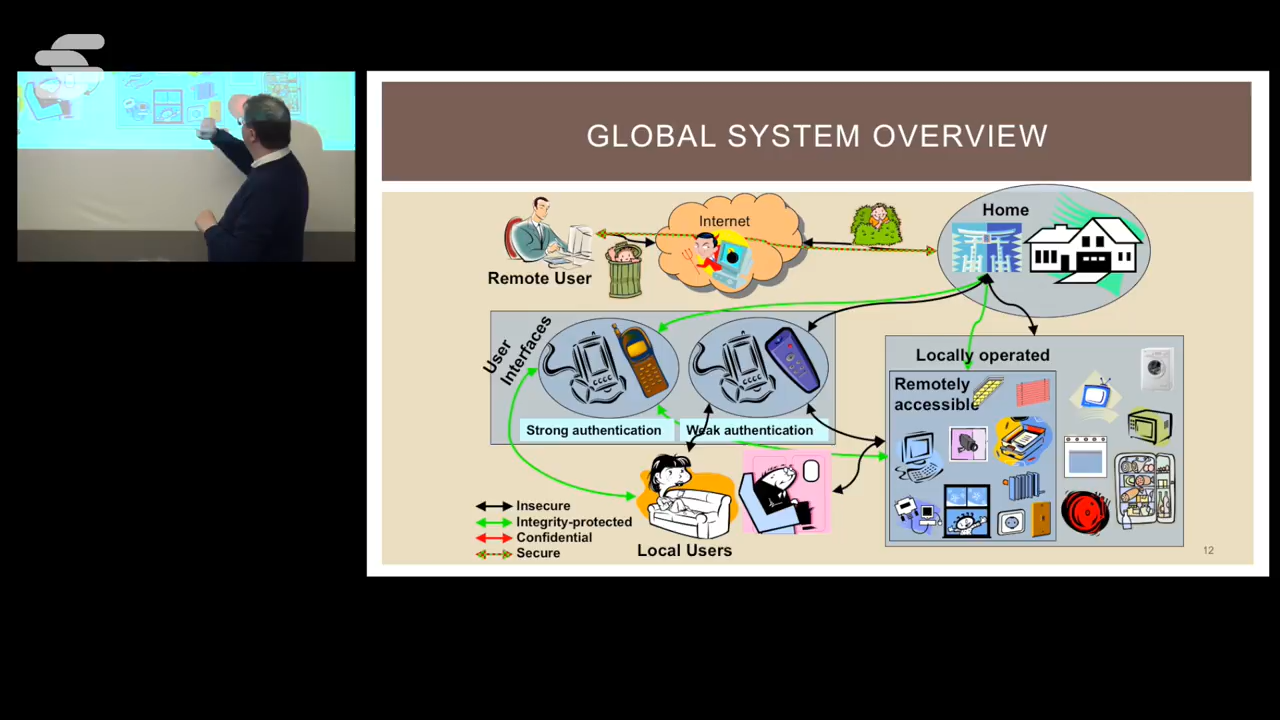 GLOBAL SYSTEM OVERVIEW
Internet
Home
Remote User
User
Interfaces
Locally operated
Remotely
accessible
Strong authentication
Weak authentication
Insecure
Integrity-protected
Confidential
Secure
Local Users
12